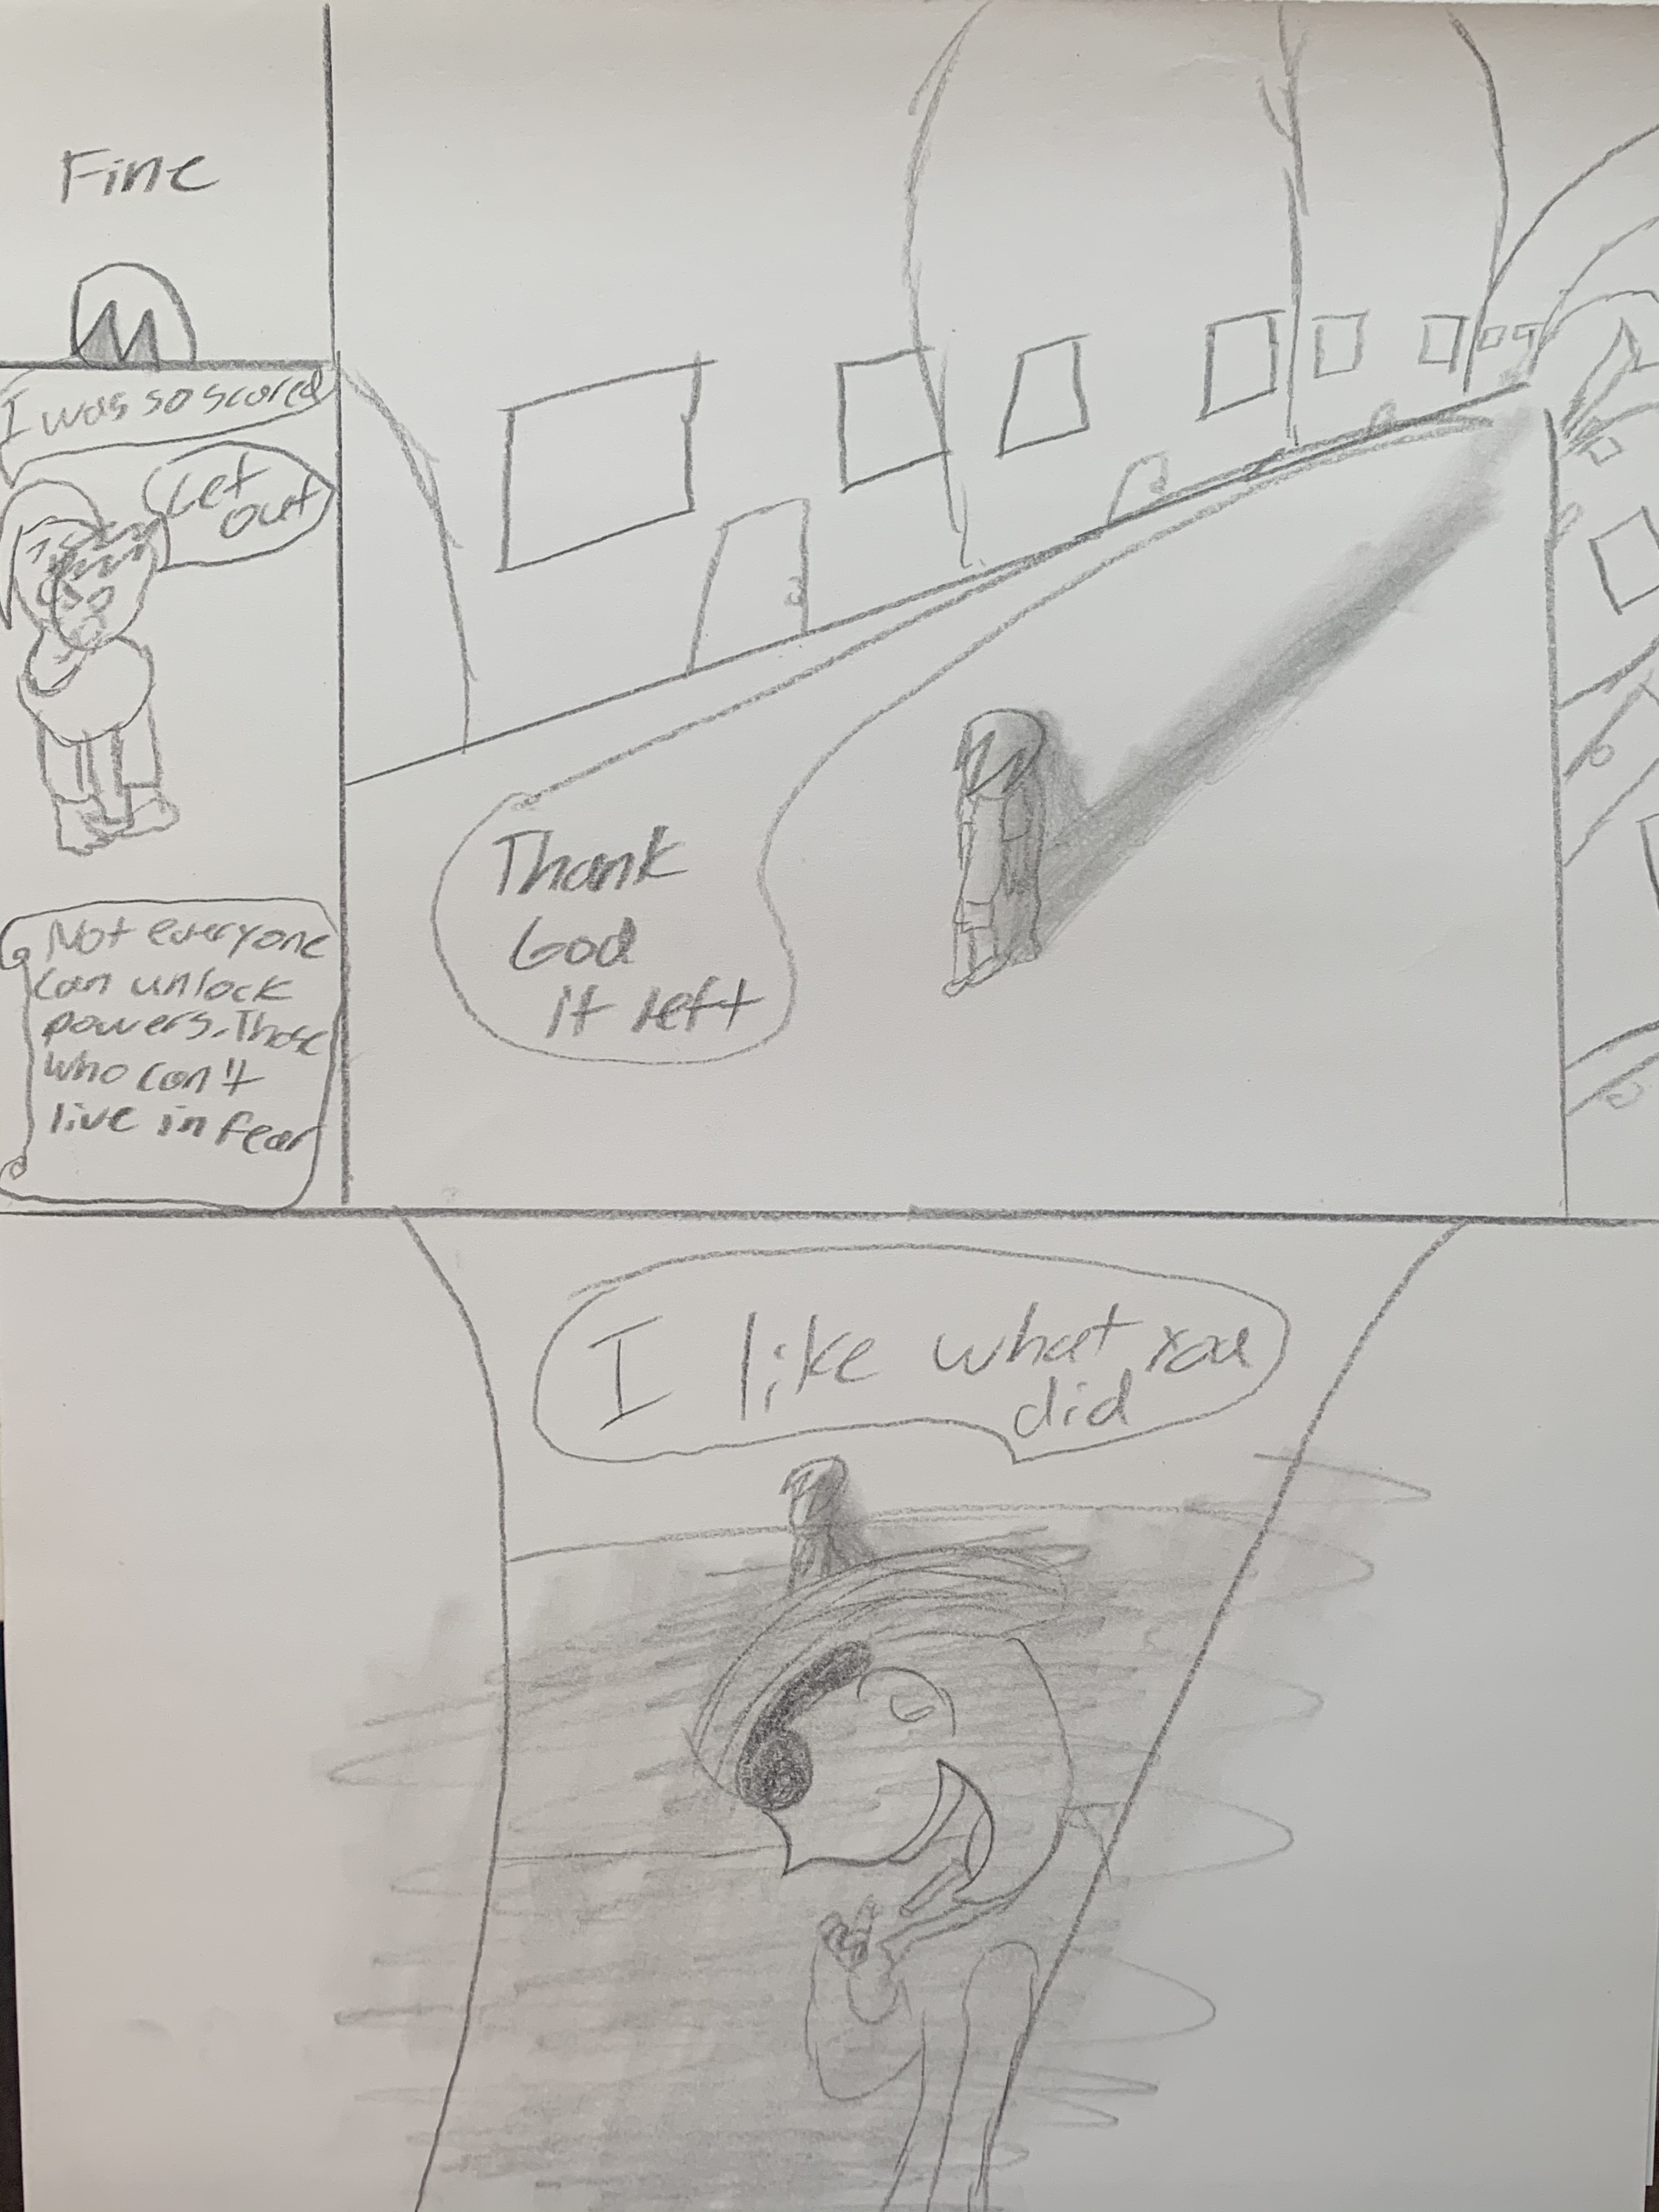 Fine
I was so scared
Get
out
Not everyone
can unlock
powers. Those
who can't
live in fear
Thank
God
it left
I like what you
did